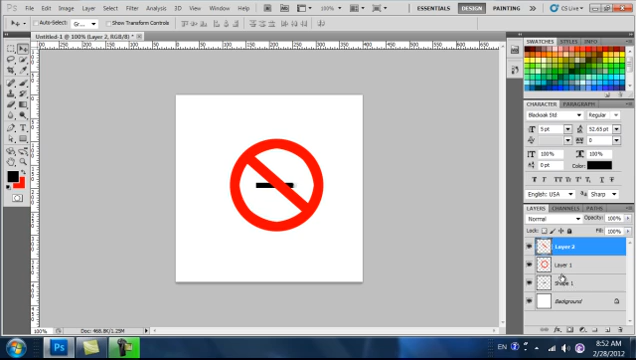 Ps File Edit Image Layer Select Filter Analysis 3D View Window Help 100%
ESSENTIALS DESIGN PAINTING CS Live
Auto-Select: Gr... Show Transform Controls
Untitled-1 @ 100% (Layer 2, RGB/8) *
SWATCHES STYLES INFO
CHARACTER PARAGRAPH
Blackoak Std Regular
5 pt 52.65 pt
0
100% 100%
0 pt Color:
English: USA Sharp
LAYERS CHANNELS PATHS
Normal Opacity: 100%
Lock: Fill: 100%
Layer 2
Layer 1
Shape 1
Background
100% Doc: 468.8K/1.25M
Ps EN 8:52 AM
2/28/2012